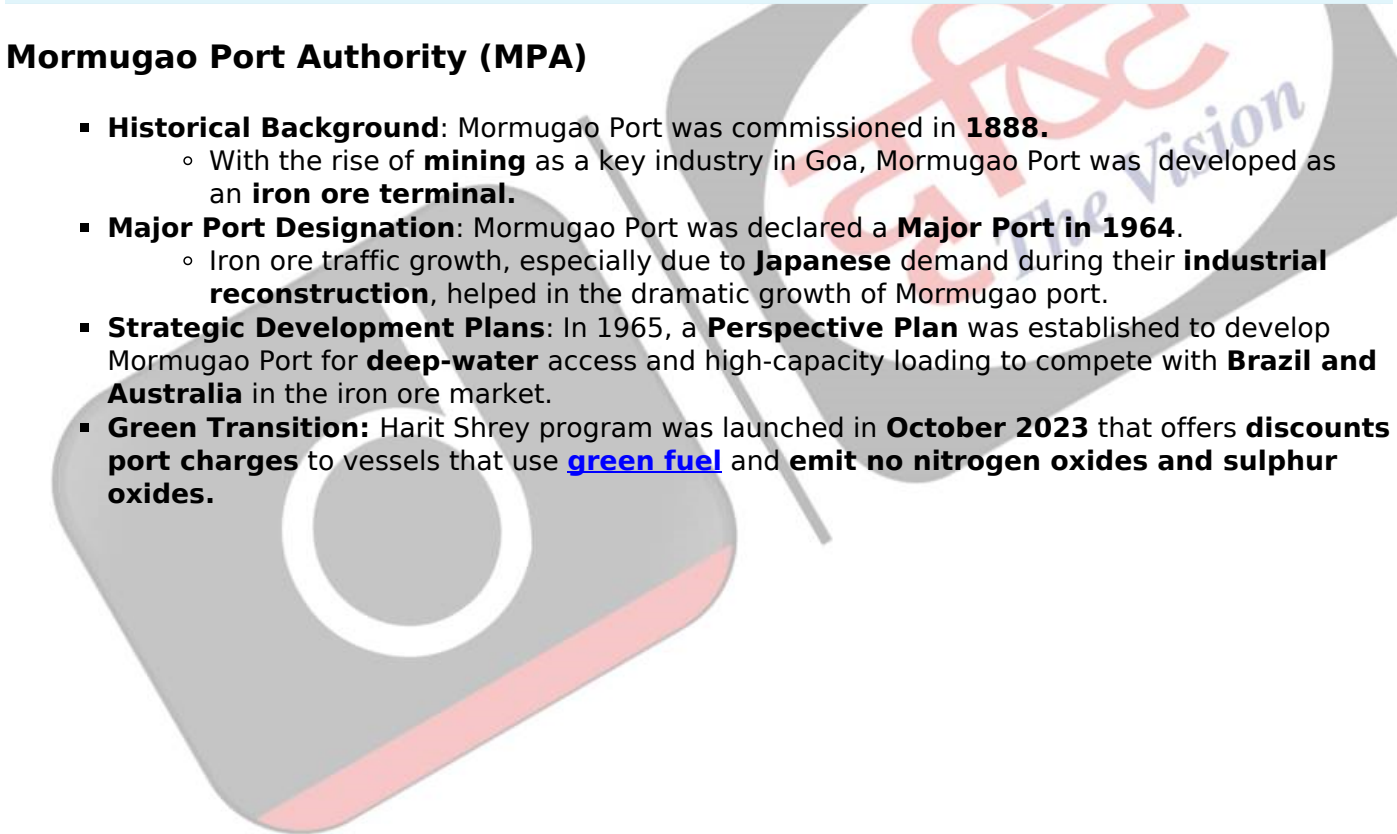 Mormugao Port Authority (MPA)
▪ Historical Background: Mormugao Port was commissioned in 1888.
◦ With the rise of mining as a key industry in Goa, Mormugao Port was developed as
an iron ore terminal.
▪ Major Port Designation: Mormugao Port was declared a Major Port in 1964.
◦ Iron ore traffic growth, especially due to Japanese demand during their industrial
reconstruction, helped in the dramatic growth of Mormugao port.
▪ Strategic Development Plans: In 1965, a Perspective Plan was established to develop
Mormugao Port for deep-water access and high-capacity loading to compete with Brazil and
Australia in the iron ore market.
▪ Green Transition: Harit Shrey program was launched in October 2023 that offers discounts
port charges to vessels that use green fuel and emit no nitrogen oxides and sulphur
oxides.
The Vision